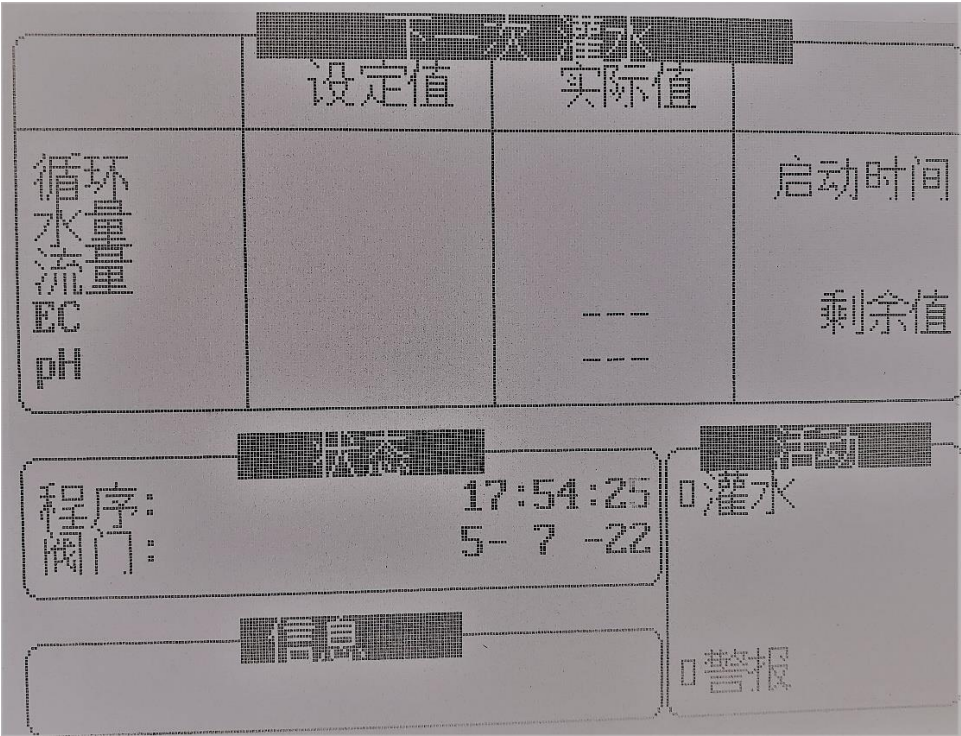 下一次 灌水
设定值 实际值
循环 启动时间
水量
流量
EC --- 剩余值
pH ---
状态
程序: 17:54:25
阀门: 5- 7 -22
活动
灌水
警报
信息